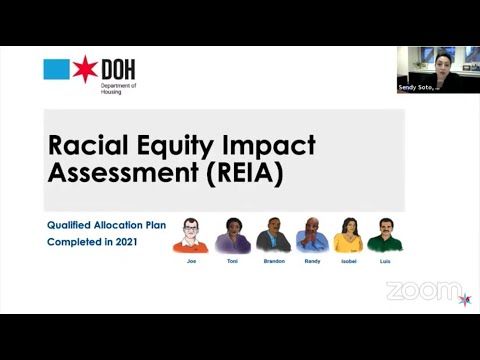 DOH
Department of
Housing
Sendy Soto, ...
Racial Equity Impact
Assessment (REIA)
Qualified Allocation Plan
Completed in 2021
Joe
Toni
Brandon
Randy
Isobel
Luis
zoom